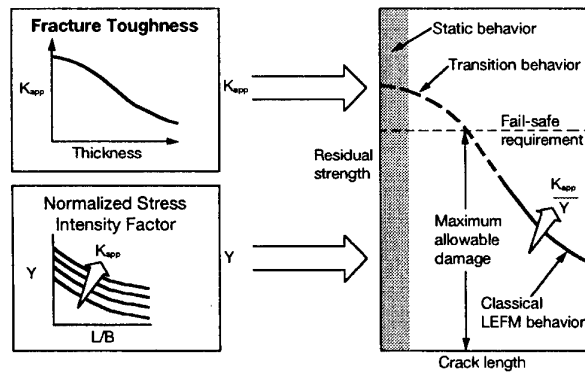 Fracture Toughness
K_app
Thickness
K_app
Normalized Stress
Intensity Factor
K_app
Y
L/B
Y
Static behavior
Transition behavior
Fail-safe
requirement
Residual
strength
K_app
Y
Maximum
allowable
damage
Classical
LEFM behavior
Crack length